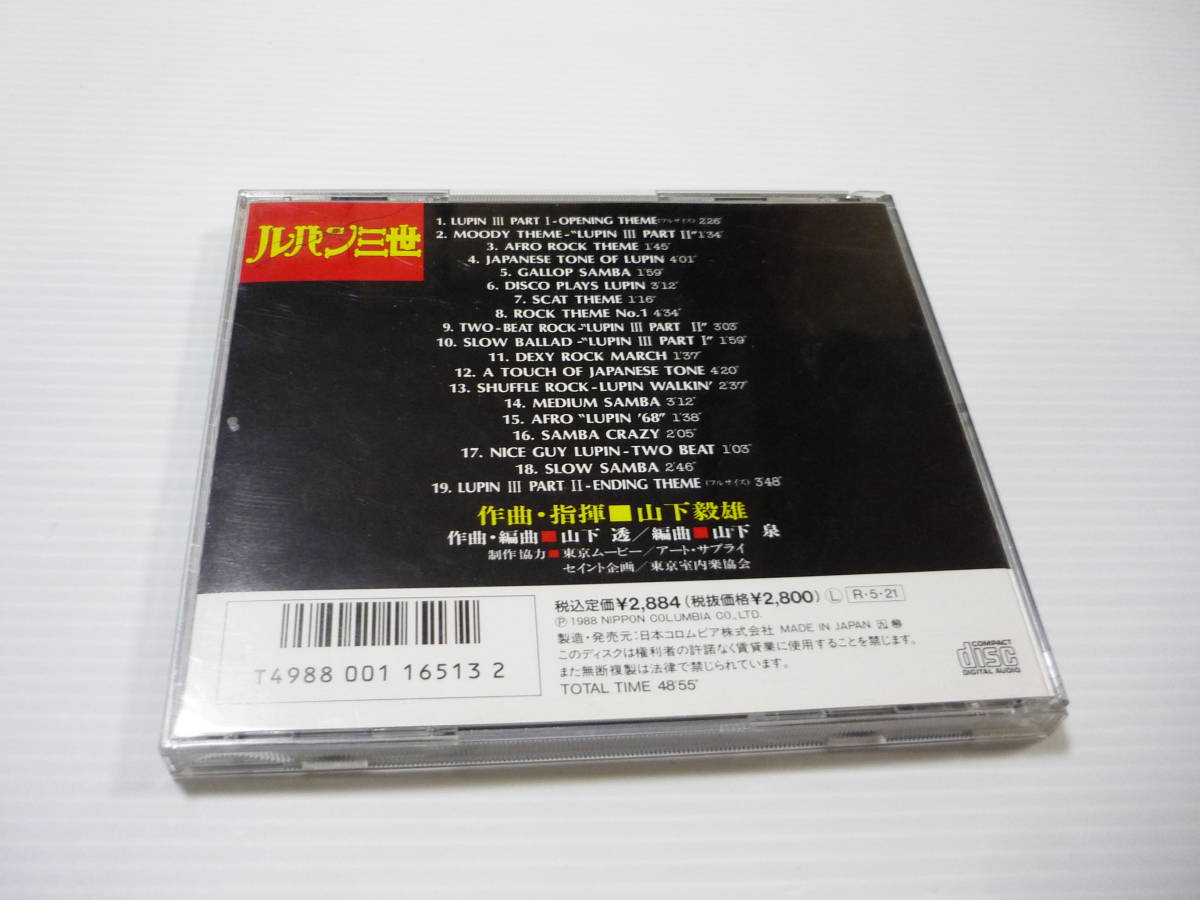 ルパン三世
1. LUPIN III PART I-OPENING THEME(フルサイズ) 2'26"
2. MOODY THEME-"LUPIN III PART II" 1'34"
3. AFRO ROCK THEME 1'45"
4. JAPANESE TONE OF LUPIN 4'01"
5. GALLOP SAMBA 1'59"
6. DISCO PLAYS LUPIN 3'12"
7. SCAT THEME 1'16"
8. ROCK THEME No.1 4'34"
9. TWO-BEAT ROCK-"LUPIN III PART II" 3'03"
10. SLOW BALLAD-"LUPIN III PART I" 1'59"
11. DEXY ROCK MARCH 1'37"
12. A TOUCH OF JAPANESE TONE 4'20"
13. SHUFFLE ROCK-LUPIN WALKIN' 2'37"
14. MEDIUM SAMBA 3'12"
15. AFRO "LUPIN '68" 1'38"
16. SAMBA CRAZY 2'05"
17. NICE GUY LUPIN-TWO BEAT 1'03"
18. SLOW SAMBA 2'46"
19. LUPIN III PART II-ENDING THEME (フルサイズ) 3'48"
作曲・指揮■山下毅雄
作曲・編曲■山下 透／編曲■山下 泉
制作協力■東京ムービー／アート・サプライ
セイント企画／東京室内楽協会
税込定価¥2,884(税抜価格¥2,800) Ⓛ R・5・21
Ⓟ 1988 NIPPON COLUMBIA CO., LTD.
製造・発売元:日本コロムビア株式会社 MADE IN JAPAN
このディスクは権利者の許諾なく賃貸業に使用することを禁じます。
また無断複製は法律で禁じられています。
TOTAL TIME 48'55"
T4988 001 16513 2
COMPACT
disc
DIGITAL AUDIO